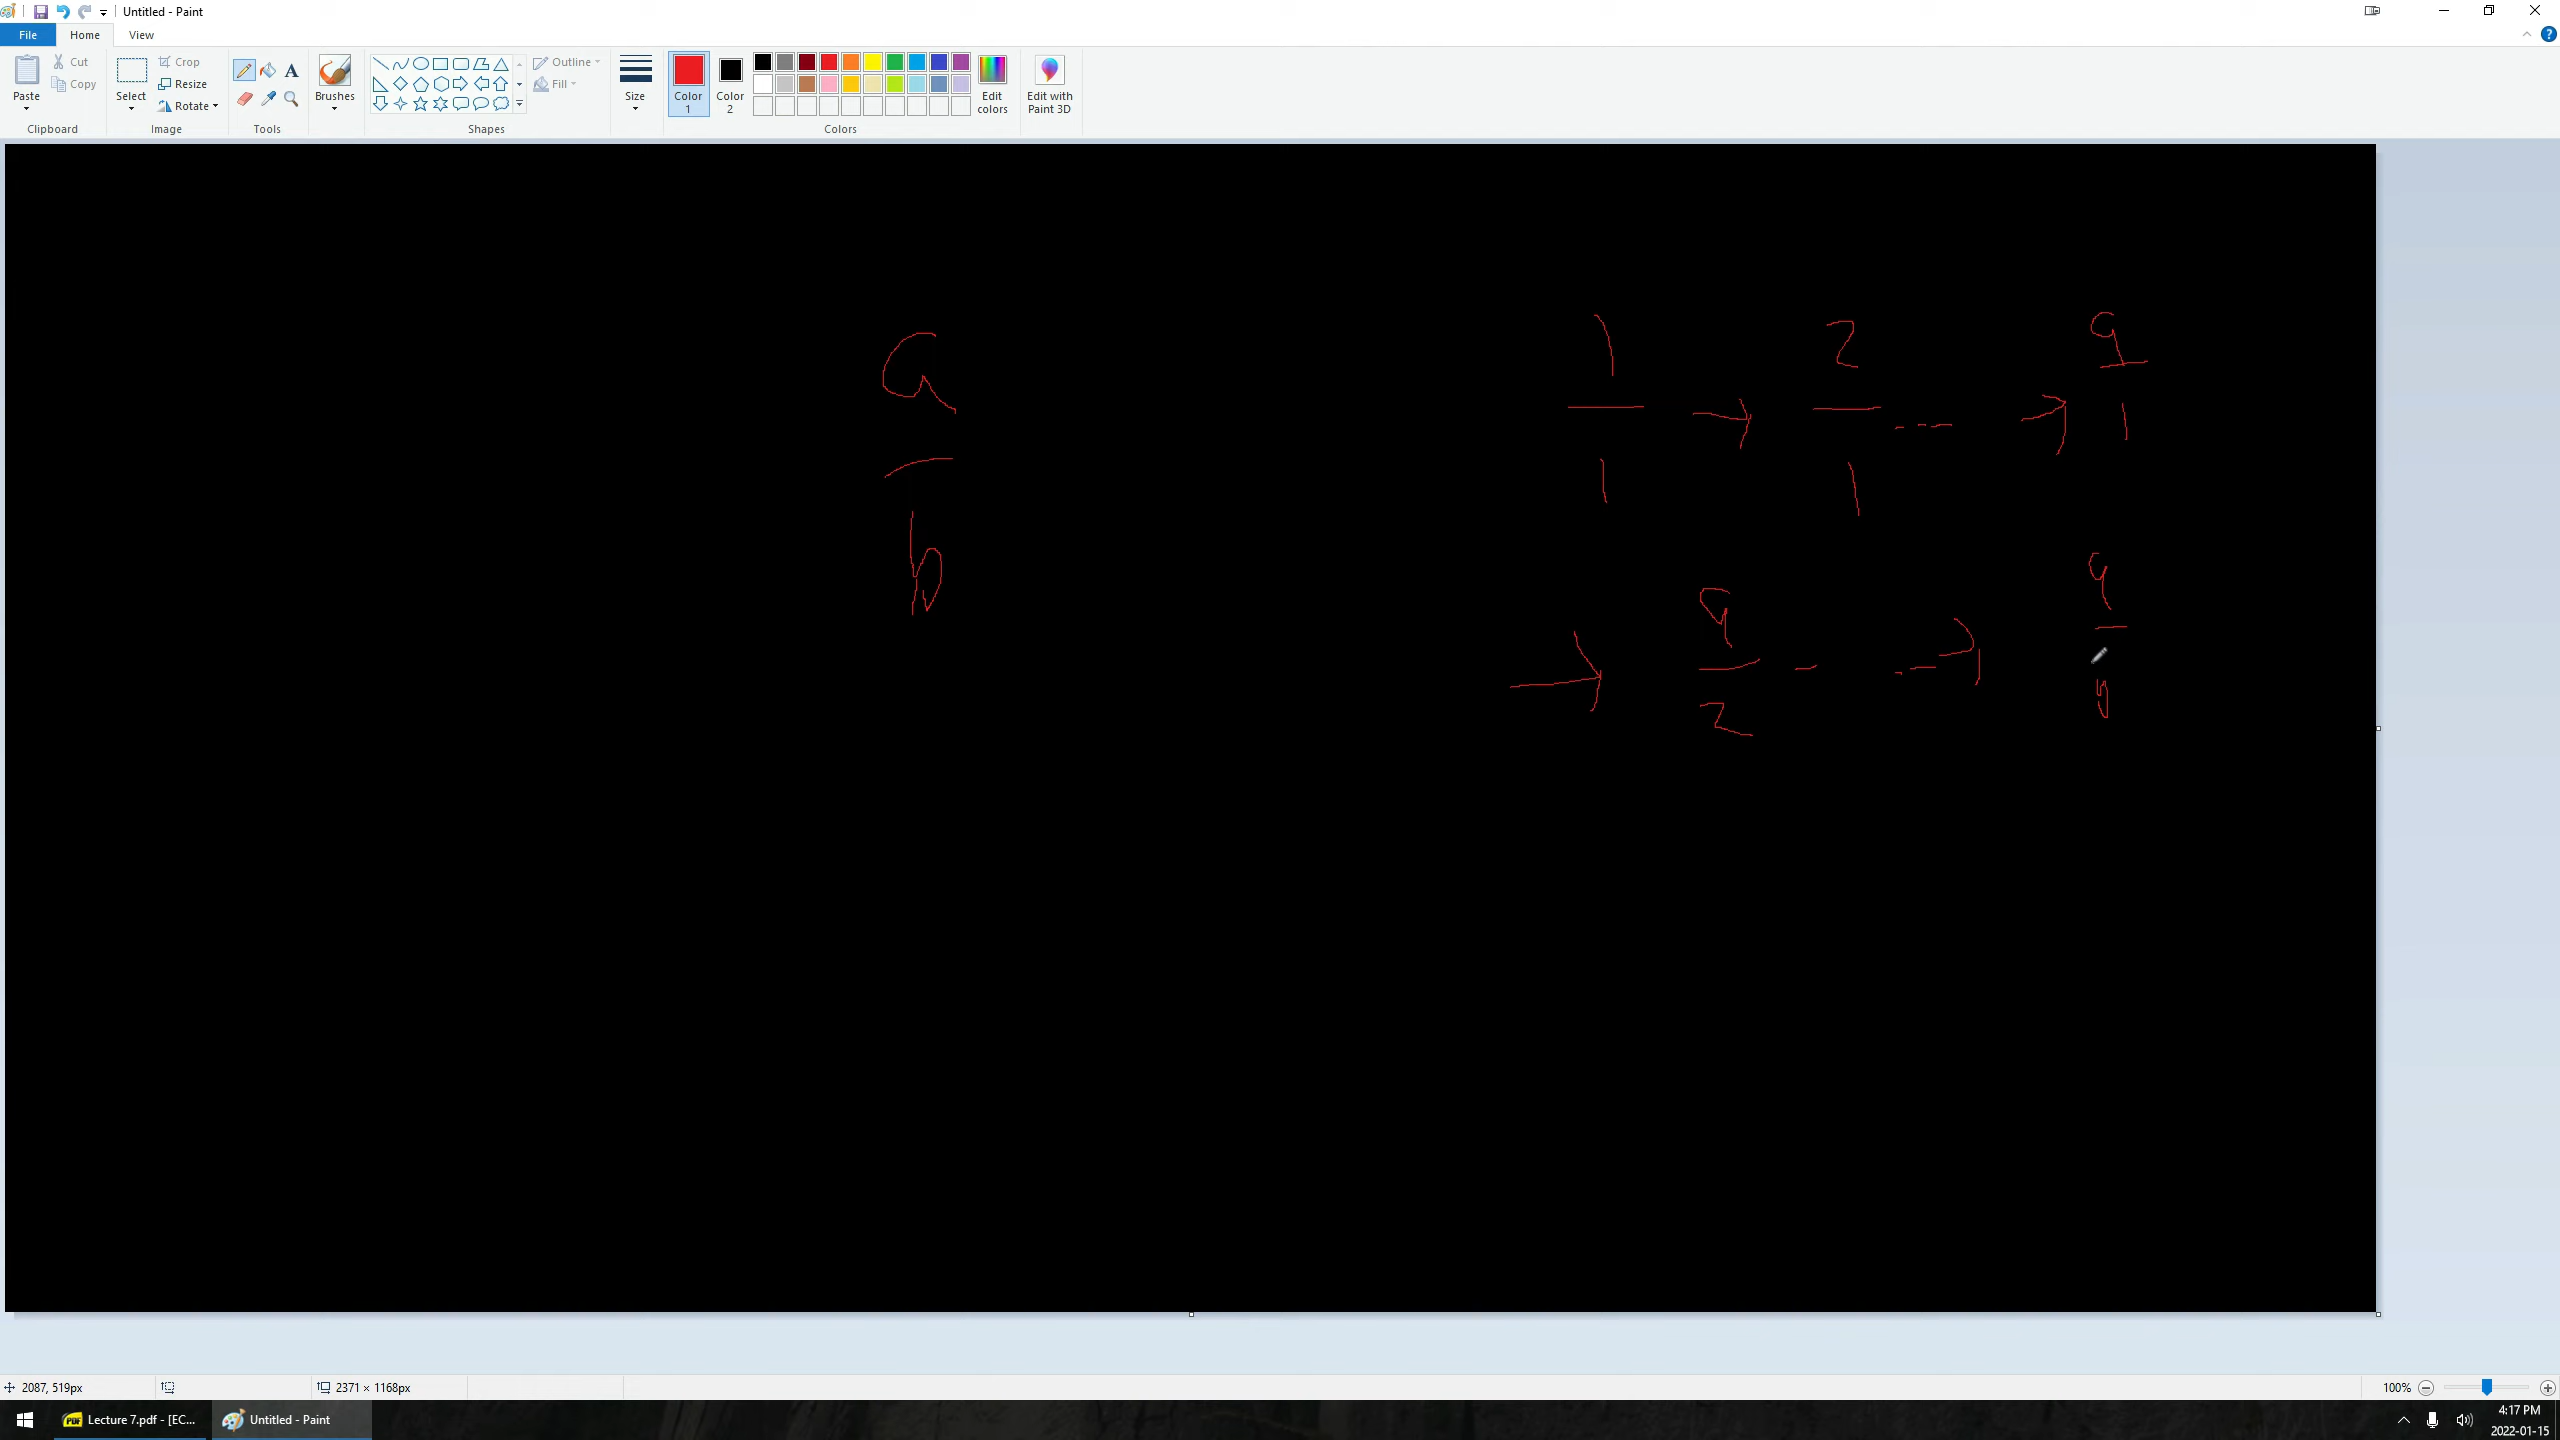 Untitled - Paint
File Home View
Paste Cut Copy Select Crop Resize Rotate Brushes Outline Fill Size Color 1 Color 2 Edit colors Edit with Paint 3D
Clipboard Image Tools Shapes Colors
1 2 9
1 1 1
a
b
9 9
2
2087, 519px 2371 × 1168px 100%
Lecture 7.pdf - [EC... Untitled - Paint 4:17 PM
2022-01-15